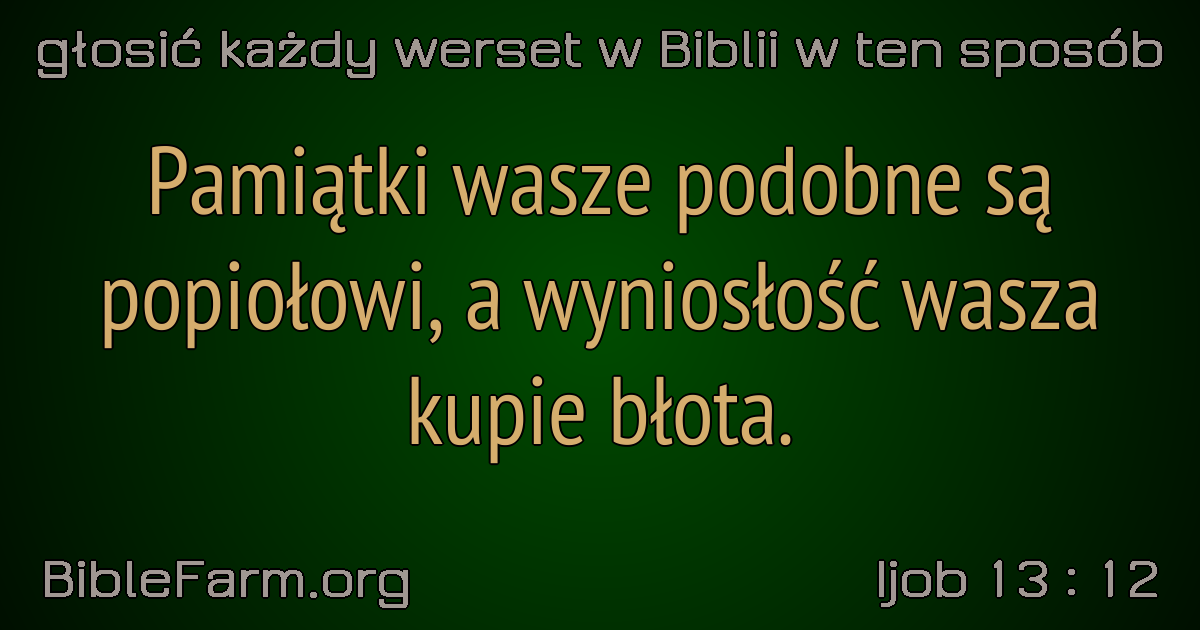 głosić każdy werset w Biblii w ten sposób
Pamiątki wasze podobne są
popiołowi, a wyniosłość wasza
kupie błota.
BibleFarm.org
Ijob 13 : 12